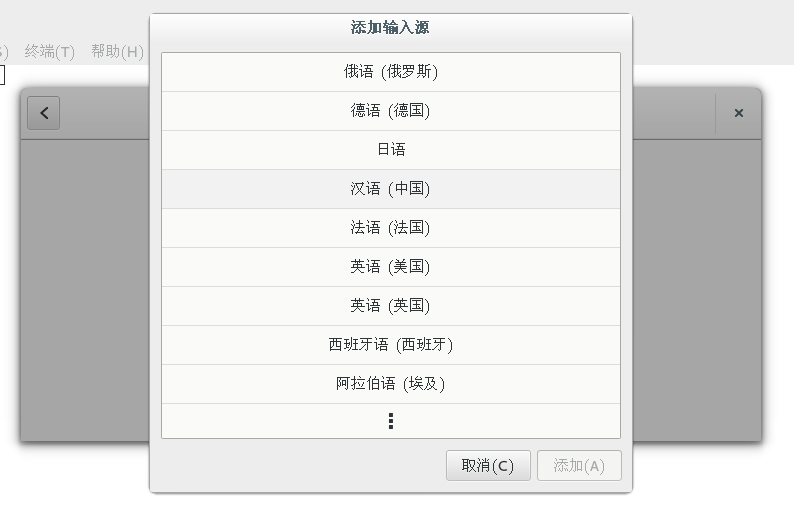 添加输入源
终端(T) 帮助(H)
俄语 (俄罗斯)
德语 (德国)
日语
汉语 (中国)
法语 (法国)
英语 (美国)
英语 (英国)
西班牙语 (西班牙)
阿拉伯语 (埃及)
取消(C) 添加(A)